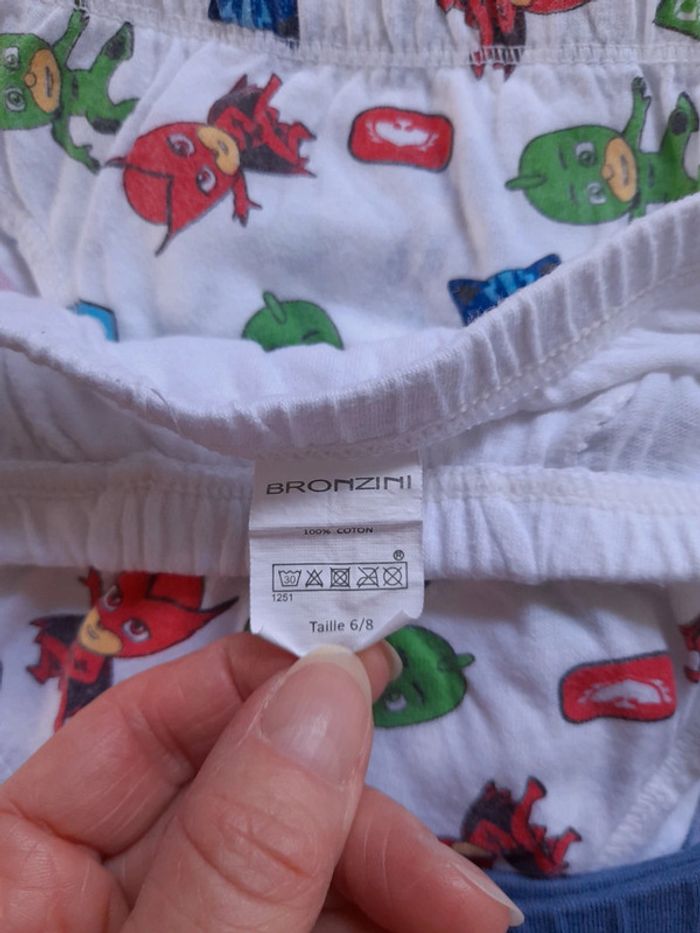 BRONZINI
100% COTON
®
30
1251
Taille 6/8